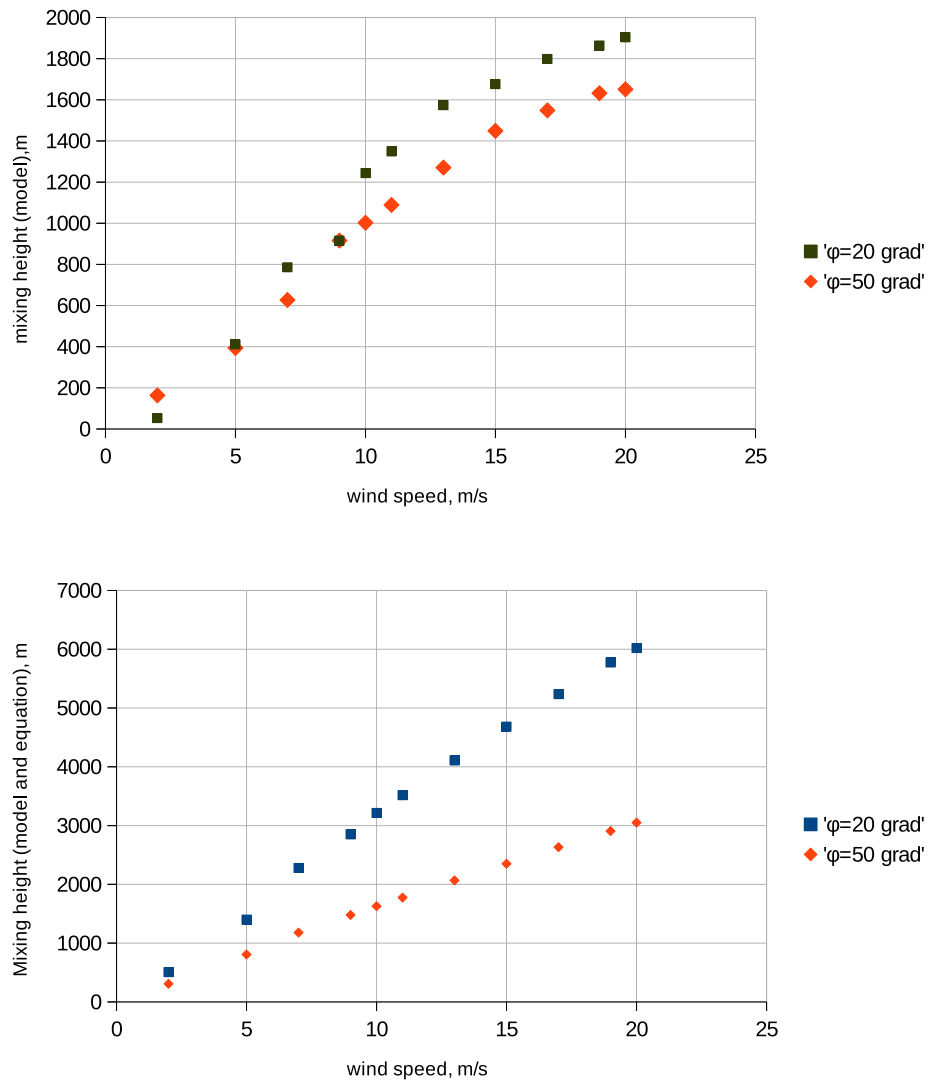 2000
1800
1600
1400
1200
1000
800
600
400
200
0
mixing height (model),m
0 5 10 15 20 25
wind speed, m/s
'φ=20 grad'
'φ=50 grad'
7000
6000
5000
4000
3000
2000
1000
0
Mixing height (model and equation), m
0 5 10 15 20 25
wind speed, m/s
'φ=20 grad'
'φ=50 grad'